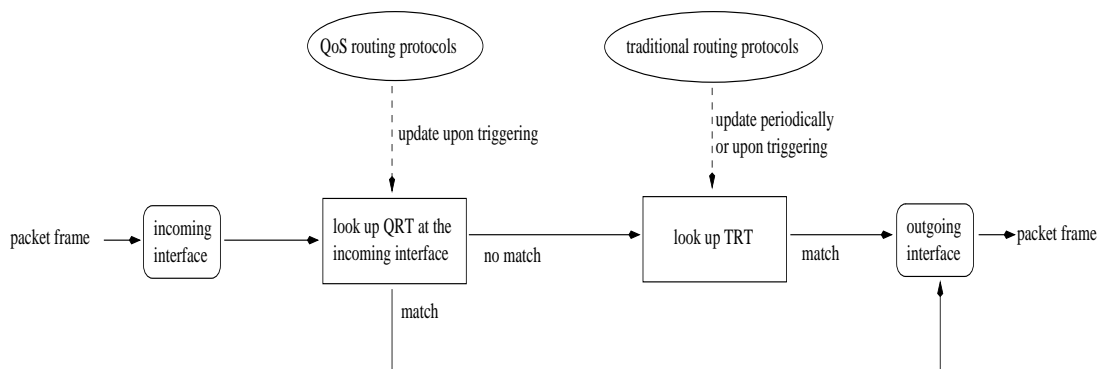 QoS routing protocols
traditional routing protocols
update upon triggering
update periodically
or upon triggering
packet frame
incoming
interface
look up QRT at the
incoming interface
no match
look up TRT
match
outgoing
interface
packet frame
match